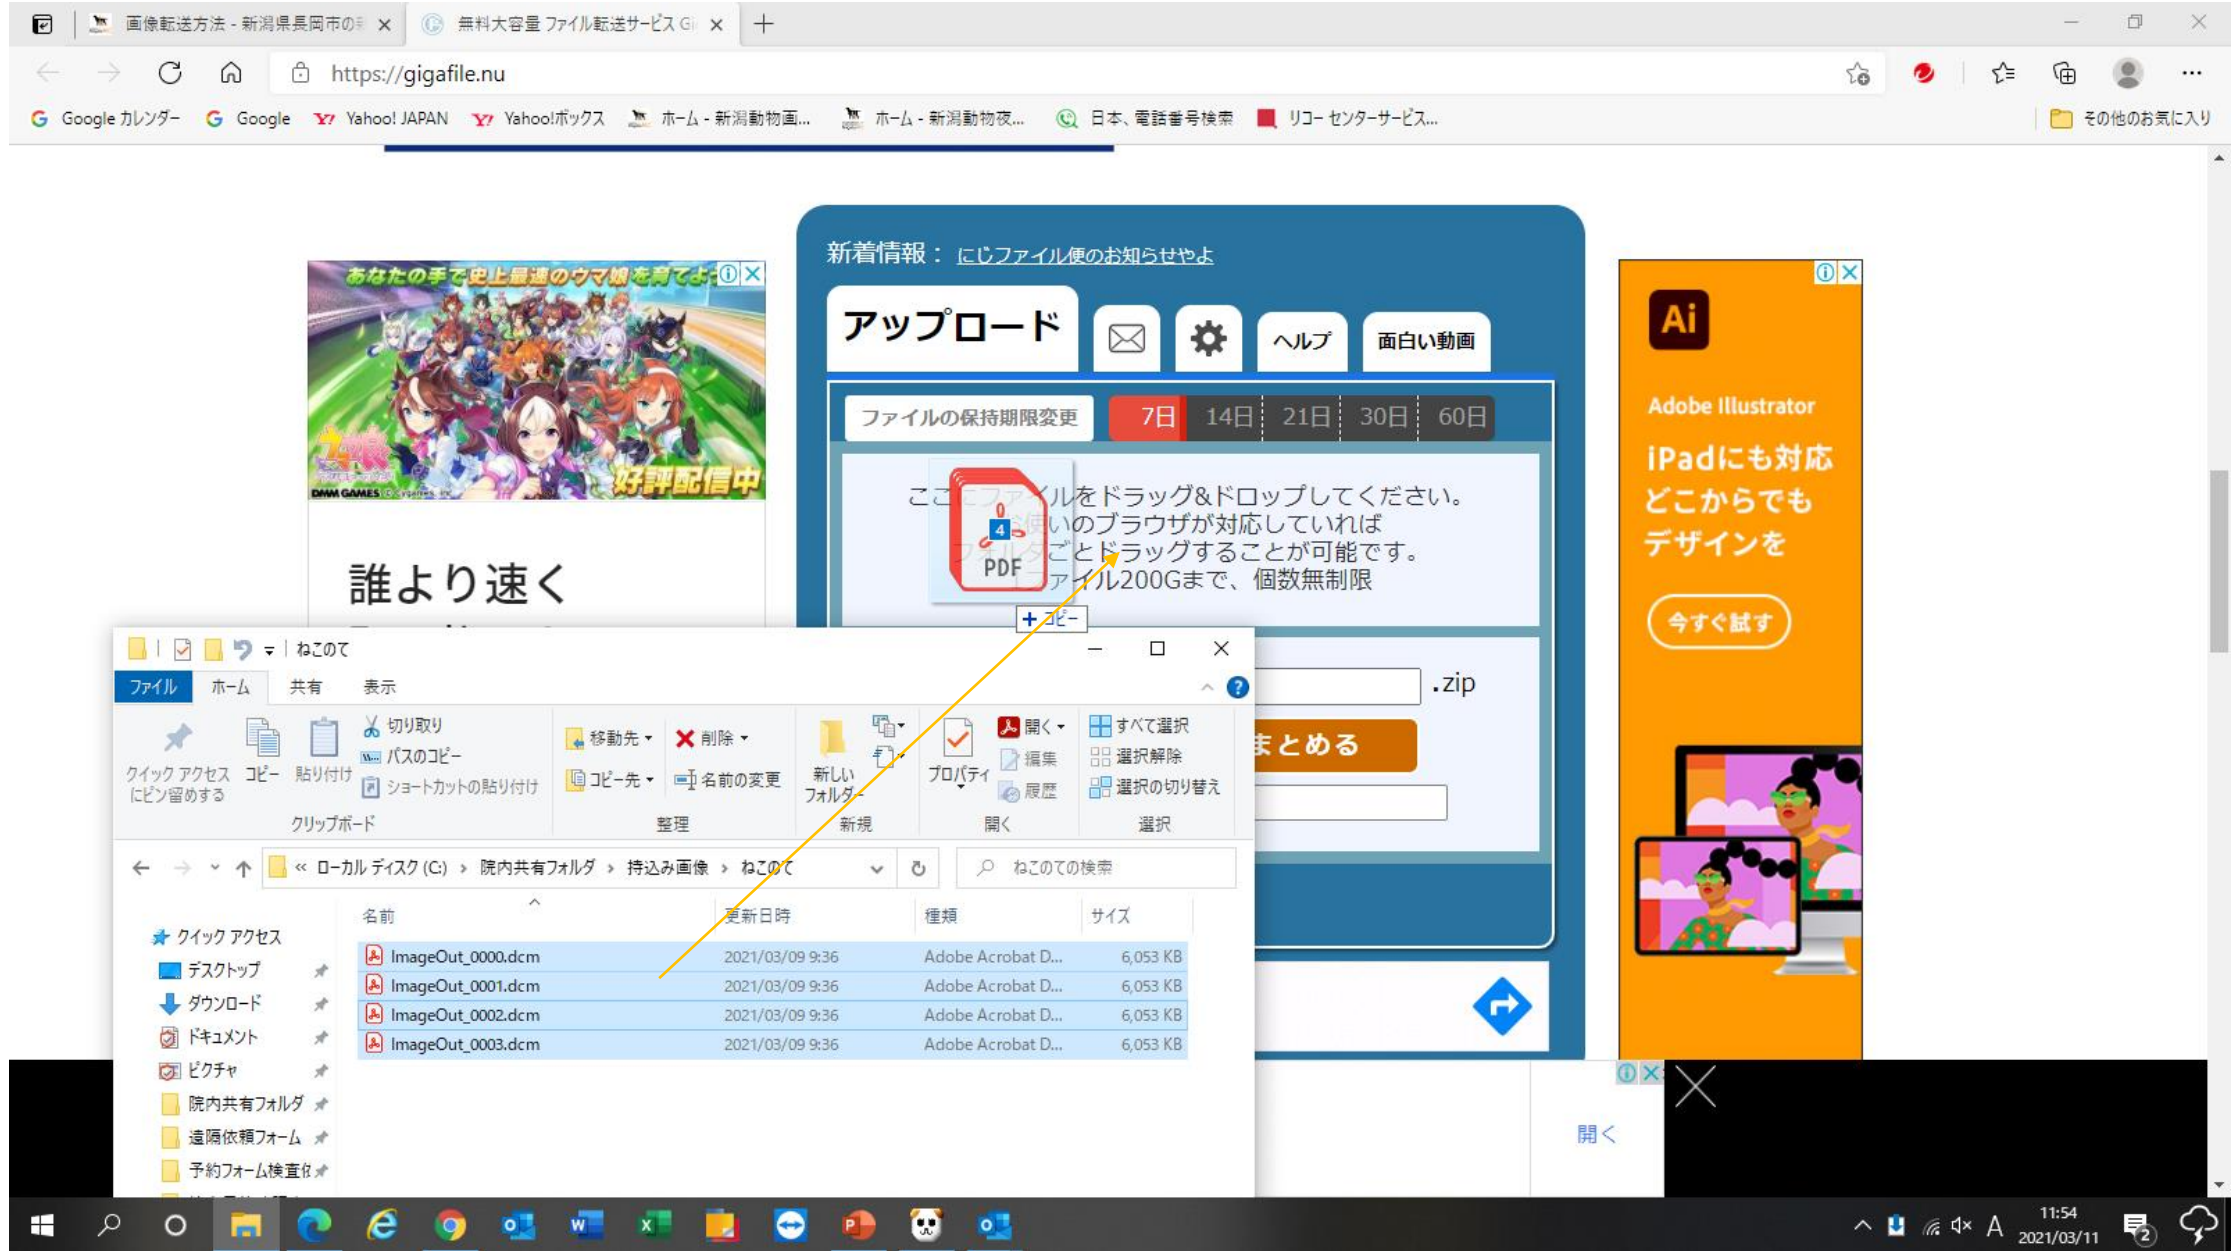 画像転送方法 - 新潟県長岡市の
無料大容量 ファイル転送サービス Gi
https://gigafile.nu
Google カレンダー
Google
Yahoo! JAPAN
Yahoo!ボックス
ホーム - 新潟動物画...
ホーム - 新潟動物夜...
日本、電話番号検索
リコー センターサービス...
その他のお気に入り
新着情報： にじファイル便のお知らせやよ
アップロード
ヘルプ
面白い動画
ファイルの保持期限変更
7日 14日 21日 30日 60日
ここにファイルをドラッグ&ドロップしてください。
お使いのブラウザが対応していれば
フォルダごとドラッグすることが可能です。
1ファイル200Gまで、個数無制限
4
PDF
+ コピー
.zip
まとめる
あなたの手で史上最速のウマ娘を育てよ
好評配信中
DMM GAMES
誰より速く
Ai
Adobe Illustrator
iPadにも対応
どこからでも
デザインを
今すぐ試す
開く
ねこのて
ファイル ホーム 共有 表示
クイック アクセス
にピン留めする
コピー
貼り付け
切り取り
パスのコピー
ショートカットの貼り付け
クリップボード
移動先
コピー先
削除
名前の変更
整理
新しい
フォルダー
新規
プロパティ
開く
編集
履歴
開く
すべて選択
選択解除
選択の切り替え
選択
« ローカル ディスク (C:) › 院内共有フォルダ › 持込み画像 › ねこのて
ねこのての検索
名前 更新日時 種類 サイズ
ImageOut_0000.dcm 2021/03/09 9:36 Adobe Acrobat D... 6,053 KB
ImageOut_0001.dcm 2021/03/09 9:36 Adobe Acrobat D... 6,053 KB
ImageOut_0002.dcm 2021/03/09 9:36 Adobe Acrobat D... 6,053 KB
ImageOut_0003.dcm 2021/03/09 9:36 Adobe Acrobat D... 6,053 KB
クイック アクセス
デスクトップ
ダウンロード
ドキュメント
ピクチャ
院内共有フォルダ
遠隔依頼フォーム
予約フォーム検査依
A
11:54
2021/03/11
2